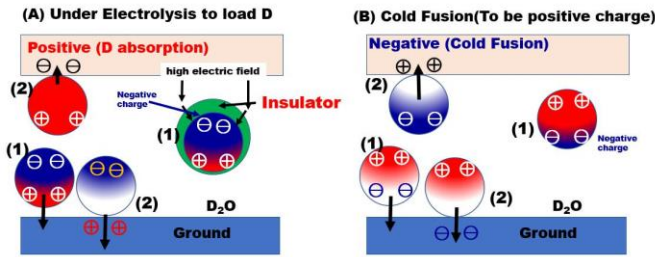 (A) Under Electrolysis to load D
Positive (D absorption)
⊖ ⊖
(2)
⊕ ⊕
high electric field
Negative
charge
Insulator
(1)
⊖ ⊖
⊕ ⊕
(1)
⊖ ⊖
⊕ ⊕
⊖ ⊖
(2)
⊕ ⊕
D₂O
Ground
(B) Cold Fusion(To be positive charge)
Negative (Cold Fusion)
⊕ ⊕
(2)
⊖ ⊖
(1)
⊕ ⊕
⊖ ⊖
Negative
charge
(1)
⊕ ⊕
⊖ ⊖
⊕ ⊕
(2)
⊖ ⊖
D₂O
Ground